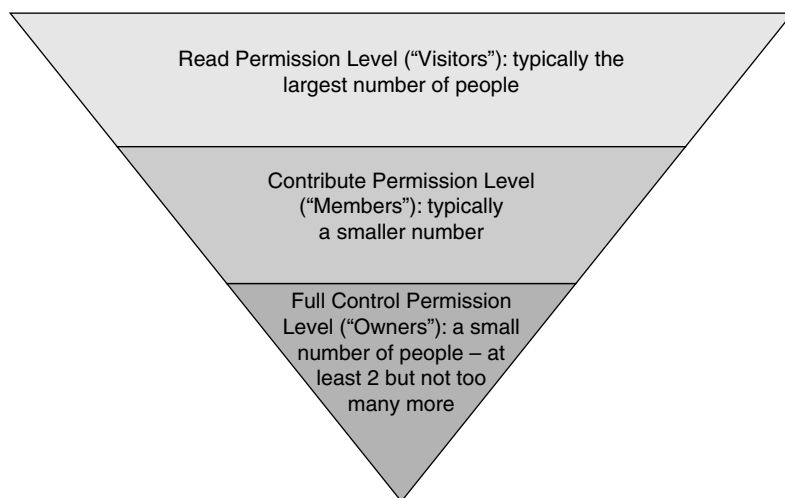 Read Permission Level (“Visitors”): typically the
largest number of people
Contribute Permission Level
(“Members”): typically
a smaller number
Full Control Permission
Level (“Owners”): a small
number of people – at
least 2 but not too
many more